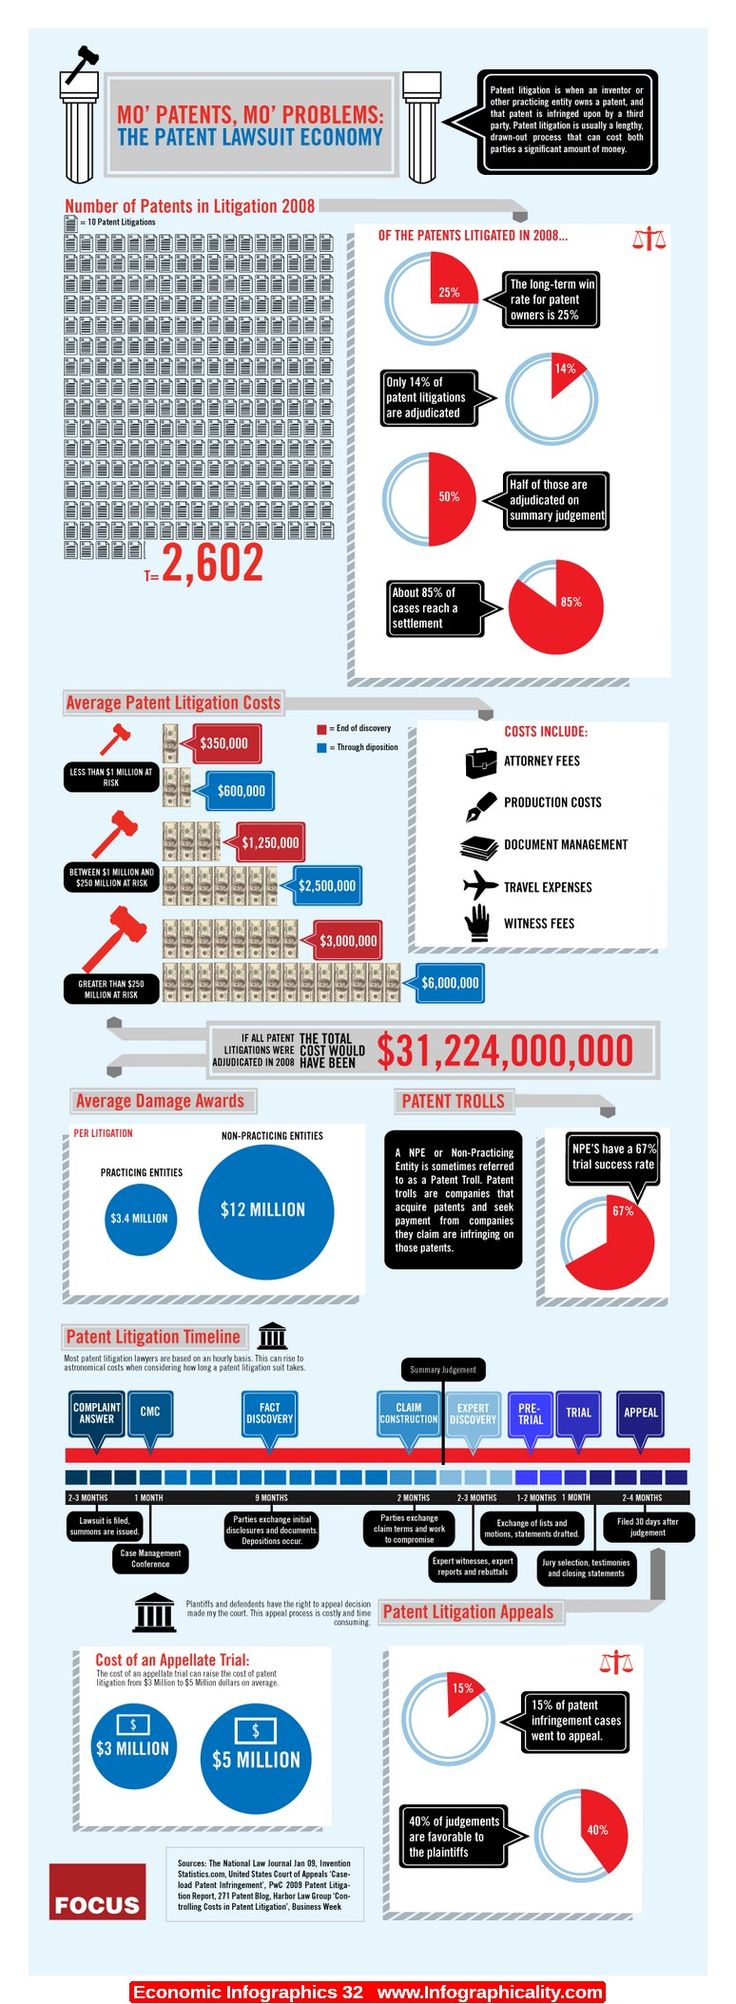 MO' PATENTS, MO' PROBLEMS:
THE PATENT LAWSUIT ECONOMY
Patent litigation is when an inventor or
other practicing entity owns a patent, and
that patent is infringed upon by a third
party. Patent litigation is usually a lengthy,
drawn-out process that can cost both
parties a significant amount of money.
Number of Patents in Litigation 2008
= 10 Patent Litigations
T= 2,602
OF THE PATENTS LITIGATED IN 2008...
25%
The long-term win
rate for patent
owners is 25%
Only 14% of
patent litigations
are adjudicated
14%
50%
Half of those are
adjudicated on
summary judgement
About 85% of
cases reach a
settlement
85%
Average Patent Litigation Costs
= End of discovery
= Through diposition
LESS THAN $1 MILLION AT
RISK
$350,000
$600,000
BETWEEN $1 MILLION AND
$250 MILLION AT RISK
$1,250,000
$2,500,000
GREATER THAN $250
MILLION AT RISK
$3,000,000
$6,000,000
COSTS INCLUDE:
ATTORNEY FEES
PRODUCTION COSTS
DOCUMENT MANAGEMENT
TRAVEL EXPENSES
WITNESS FEES
IF ALL PATENT
LITIGATIONS WERE
ADJUDICATED IN 2008
THE TOTAL
COST WOULD
HAVE BEEN
$31,224,000,000
Average Damage Awards
PER LITIGATION
PRACTICING ENTITIES
$3.4 MILLION
NON-PRACTICING ENTITIES
$12 MILLION
PATENT TROLLS
A NPE or Non-Practicing
Entity is sometimes referred
to as a Patent Troll. Patent
trolls are companies that
acquire patents and seek
payment from companies
they claim are infringing on
those patents.
NPE'S have a 67%
trial success rate
67%
Patent Litigation Timeline
Most patent litigation lawyers are based on an hourly basis. This can rise to
astronomical costs when considering how long a patent litigation suit takes.
Summary Judgement
COMPLAINT
ANSWER
CMC
FACT
DISCOVERY
CLAIM
CONSTRUCTION
EXPERT
DISCOVERY
PRE-
TRIAL
TRIAL
APPEAL
2-3 MONTHS
1 MONTH
9 MONTHS
2 MONTHS
2-3 MONTHS
1-2 MONTHS
1 MONTH
2-4 MONTHS
Lawsuit is filed,
summons are issued.
Case Management
Conference
Parties exchange initial
disclosures and documents.
Depositions occur.
Parties exchange
claim terms and work
to compromise
Expert witnesses, expert
reports and rebuttals
Exchange of lists and
motions, statements drafted.
Jury selection, testimonies
and closing statements
Filed 30 days after
judgement
Plaintiffs and defendents have the right to appeal decision
made my the court. This appeal process is costly and time
consuming.
Patent Litigation Appeals
Cost of an Appellate Trial:
The cost of an appellate trial can raise the cost of patent
litigation from $3 Million to $5 Million dollars on average.
$
$3 MILLION
$
$5 MILLION
15%
15% of patent
infringement cases
went to appeal.
40% of judgements
are favorable to
the plaintiffs
40%
FOCUS
Sources: The National Law Journal Jan 09, Invention
Statistics.com, United States Court of Appeals 'Case-
load Patent Infringement', PwC 2009 Patent Litiga-
tion Report, 271 Patent Blog, Harbor Law Group 'Con-
trolling Costs in Patent Litigation', Business Week
Economic Infographics 32 www.Infographicality.com